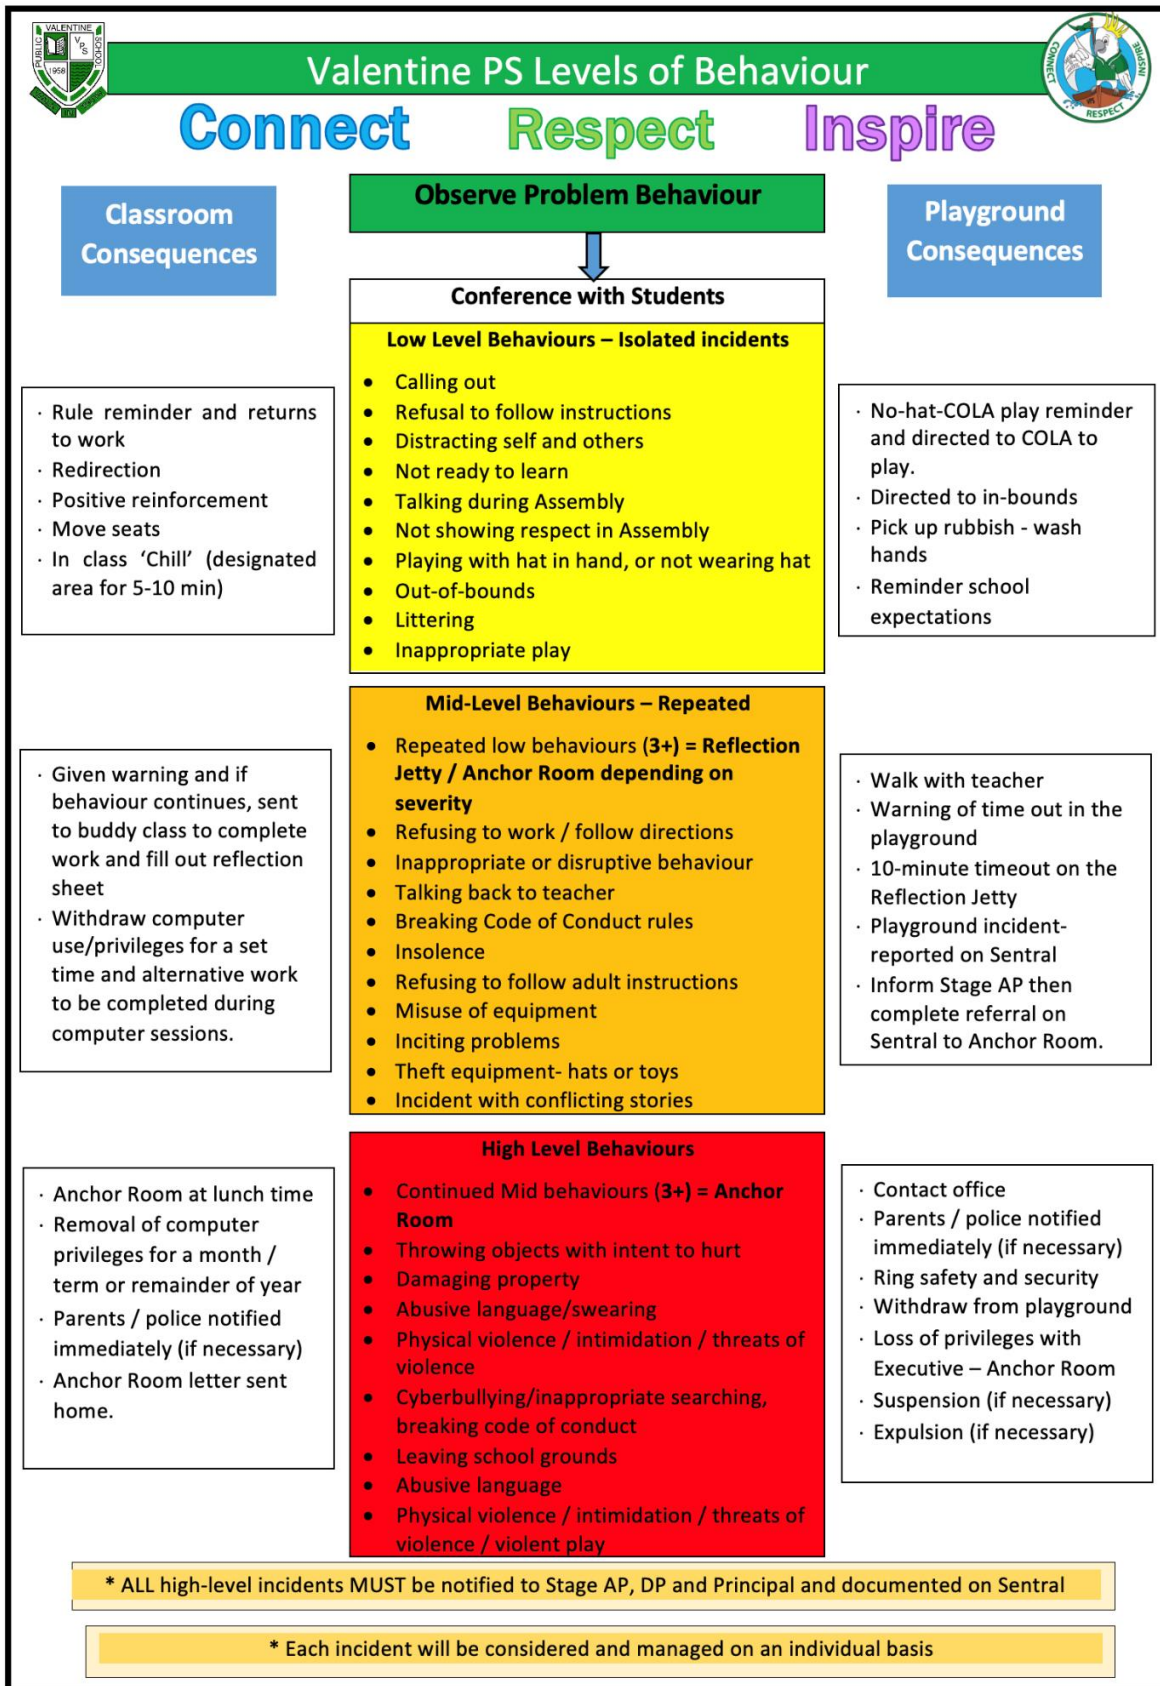 PUBLIC VALENTINE SCHOOL
V
P
S
1958
Valentine PS Levels of Behaviour
CONNECT
INSPIRE
RESPECT
Connect Respect Inspire
Classroom
Consequences
Observe Problem Behaviour
Playground
Consequences
Conference with Students
Low Level Behaviours – Isolated incidents
• Calling out
• Refusal to follow instructions
• Distracting self and others
• Not ready to learn
• Talking during Assembly
• Not showing respect in Assembly
• Playing with hat in hand, or not wearing hat
• Out-of-bounds
• Littering
• Inappropriate play
· Rule reminder and returns
to work
· Redirection
· Positive reinforcement
· Move seats
· In class ‘Chill’ (designated
area for 5-10 min)
· No-hat-COLA play reminder
and directed to COLA to
play.
· Directed to in-bounds
· Pick up rubbish - wash
hands
· Reminder school
expectations
Mid-Level Behaviours – Repeated
• Repeated low behaviours (3+) = Reflection
Jetty / Anchor Room depending on
severity
• Refusing to work / follow directions
• Inappropriate or disruptive behaviour
• Talking back to teacher
• Breaking Code of Conduct rules
• Insolence
• Refusing to follow adult instructions
• Misuse of equipment
• Inciting problems
• Theft equipment- hats or toys
• Incident with conflicting stories
· Given warning and if
behaviour continues, sent
to buddy class to complete
work and fill out reflection
sheet
· Withdraw computer
use/privileges for a set
time and alternative work
to be completed during
computer sessions.
· Walk with teacher
· Warning of time out in the
playground
· 10-minute timeout on the
Reflection Jetty
· Playground incident-
reported on Sentral
· Inform Stage AP then
complete referral on
Sentral to Anchor Room.
High Level Behaviours
• Continued Mid behaviours (3+) = Anchor
Room
• Throwing objects with intent to hurt
• Damaging property
• Abusive language/swearing
• Physical violence / intimidation / threats of
violence
• Cyberbullying/inappropriate searching,
breaking code of conduct
• Leaving school grounds
• Abusive language
• Physical violence / intimidation / threats of
violence / violent play
· Anchor Room at lunch time
· Removal of computer
privileges for a month /
term or remainder of year
· Parents / police notified
immediately (if necessary)
· Anchor Room letter sent
home.
· Contact office
· Parents / police notified
immediately (if necessary)
· Ring safety and security
· Withdraw from playground
· Loss of privileges with
Executive – Anchor Room
· Suspension (if necessary)
· Expulsion (if necessary)
* ALL high-level incidents MUST be notified to Stage AP, DP and Principal and documented on Sentral
* Each incident will be considered and managed on an individual basis